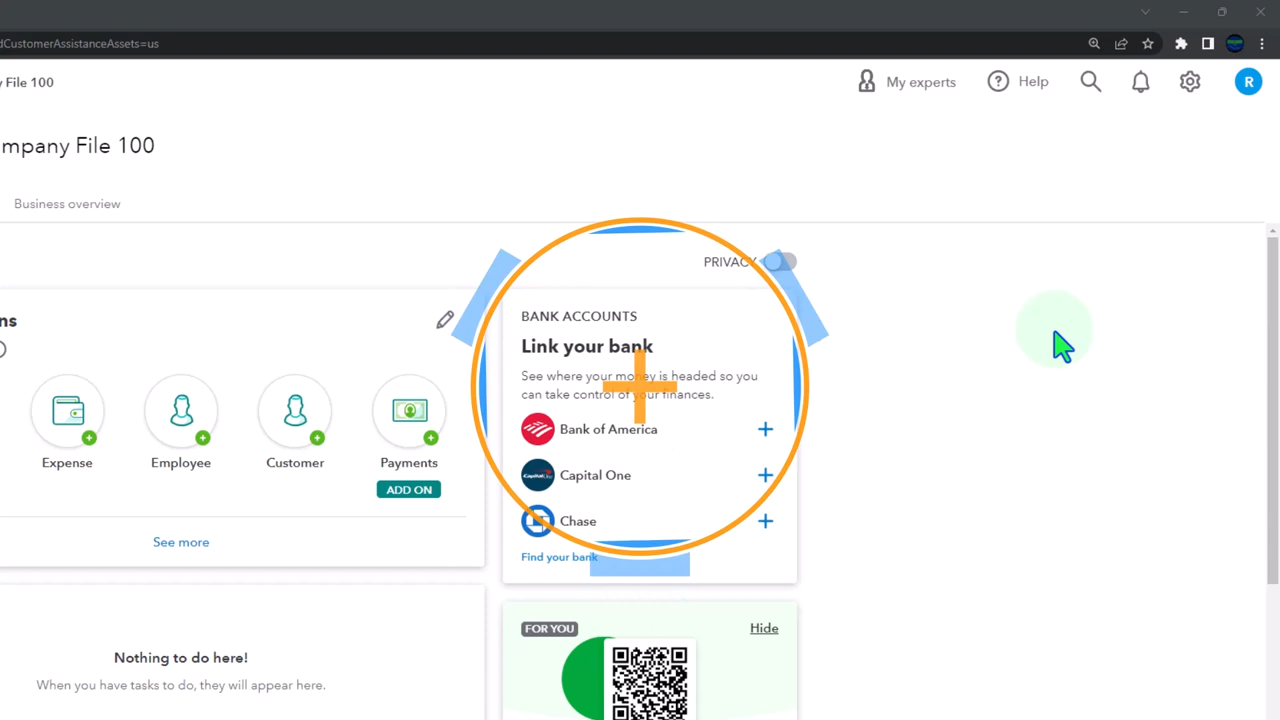 dCustomerAssistanceAssets=us
y File 100
My experts
Help
R
mpany File 100
Business overview
PRIVACY
ns
BANK ACCOUNTS
Link your bank
See where your money is headed so you
can take control of your finances.
Bank of America
Capital One
Chase
Find your bank
Expense
Employee
Customer
Payments
ADD ON
See more
Nothing to do here!
When you have tasks to do, they will appear here.
FOR YOU
Hide